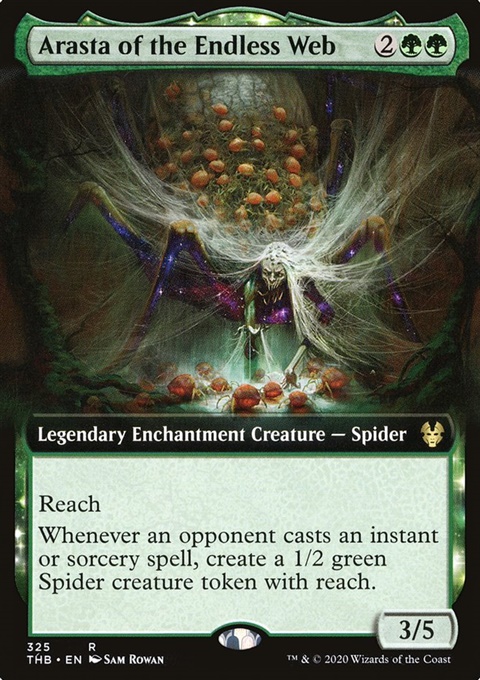 Arasta of the Endless Web 2
Legendary Enchantment Creature — Spider
Reach
Whenever an opponent casts an instant
or sorcery spell, create a 1/2 green
Spider creature token with reach.
3/5
325 R
THB • EN Sam Rowan
™ & © 2020 Wizards of the Coast